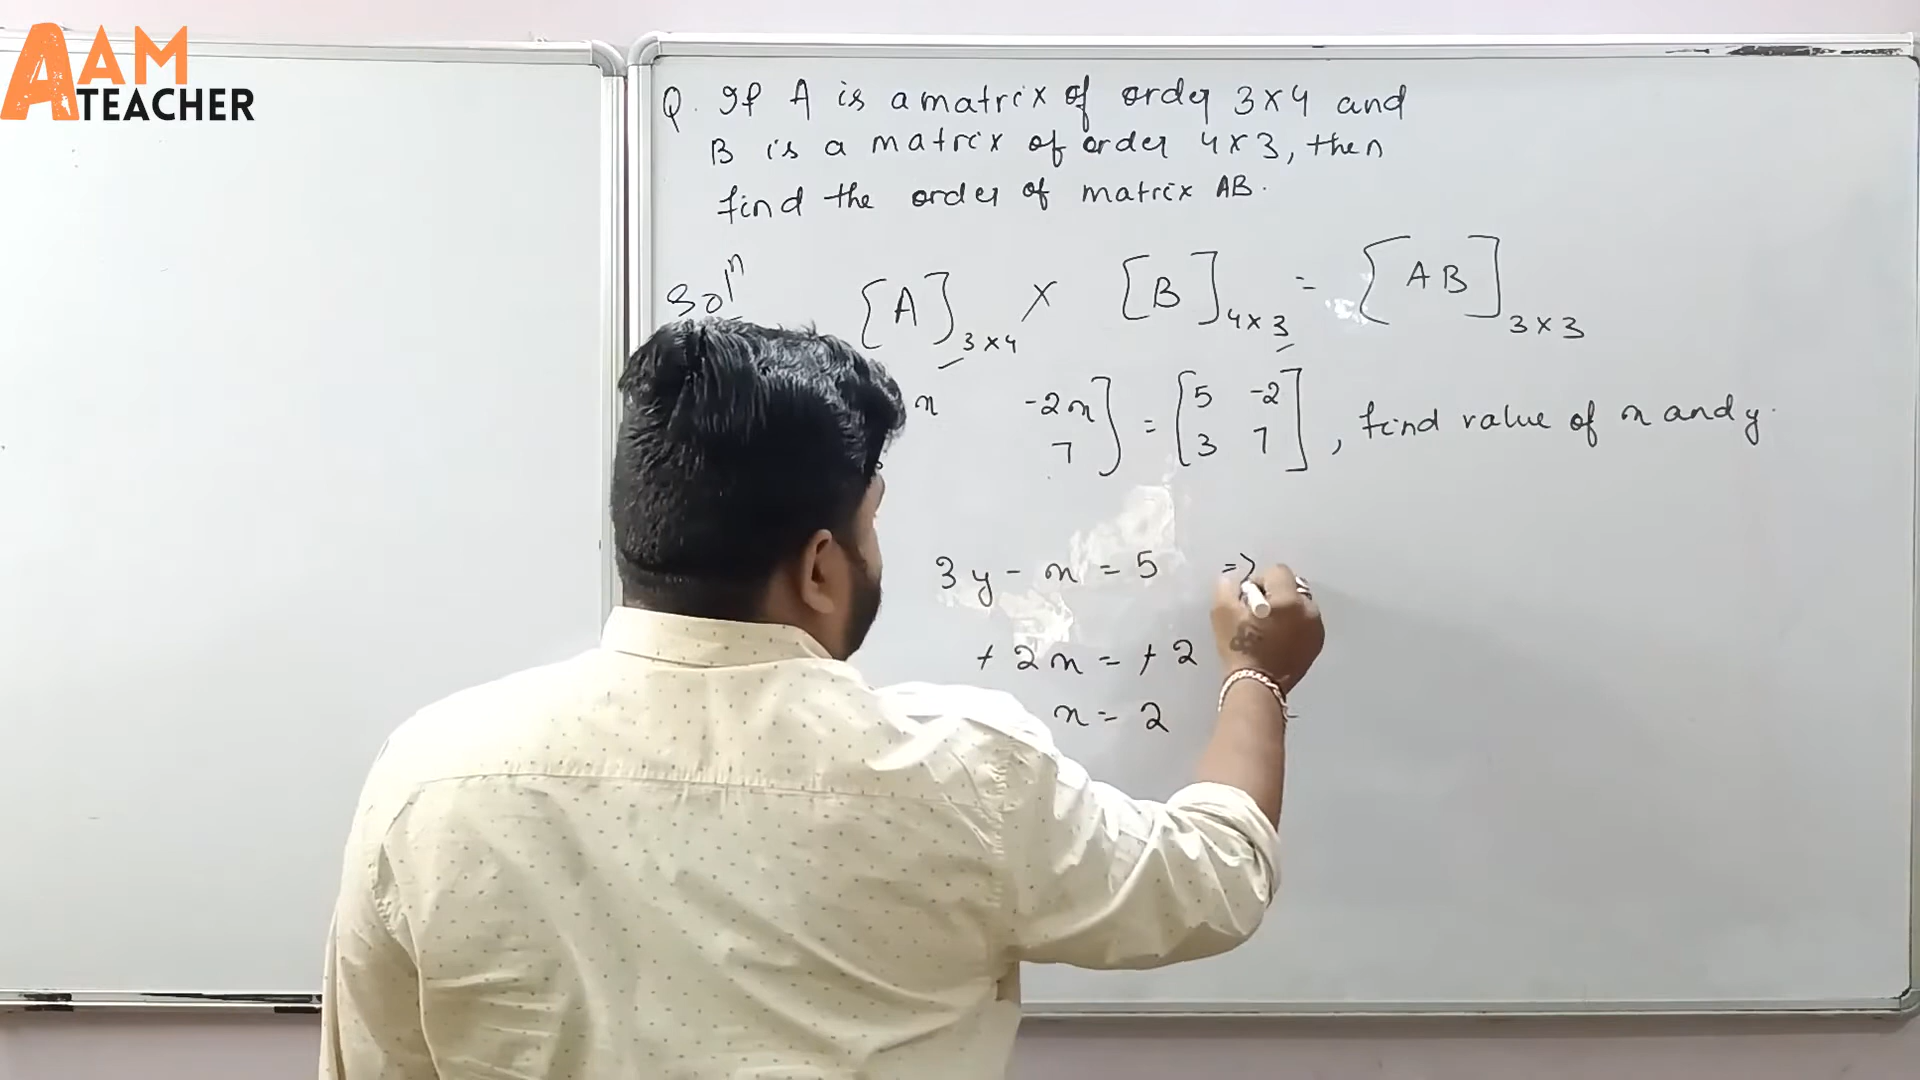 AAM
TEACHER
Q. If A is a matrix of order 3×4 and
B is a matrix of order 4×3, then
find the order of matrix AB.
Solⁿ
[A]3×4 × [B]4×3 = [AB]3×3
x -2x] = [5 -2], find value of x and y.
7] [3 7]
3y - x = 5 =>
+ 2x = + 2
x = 2